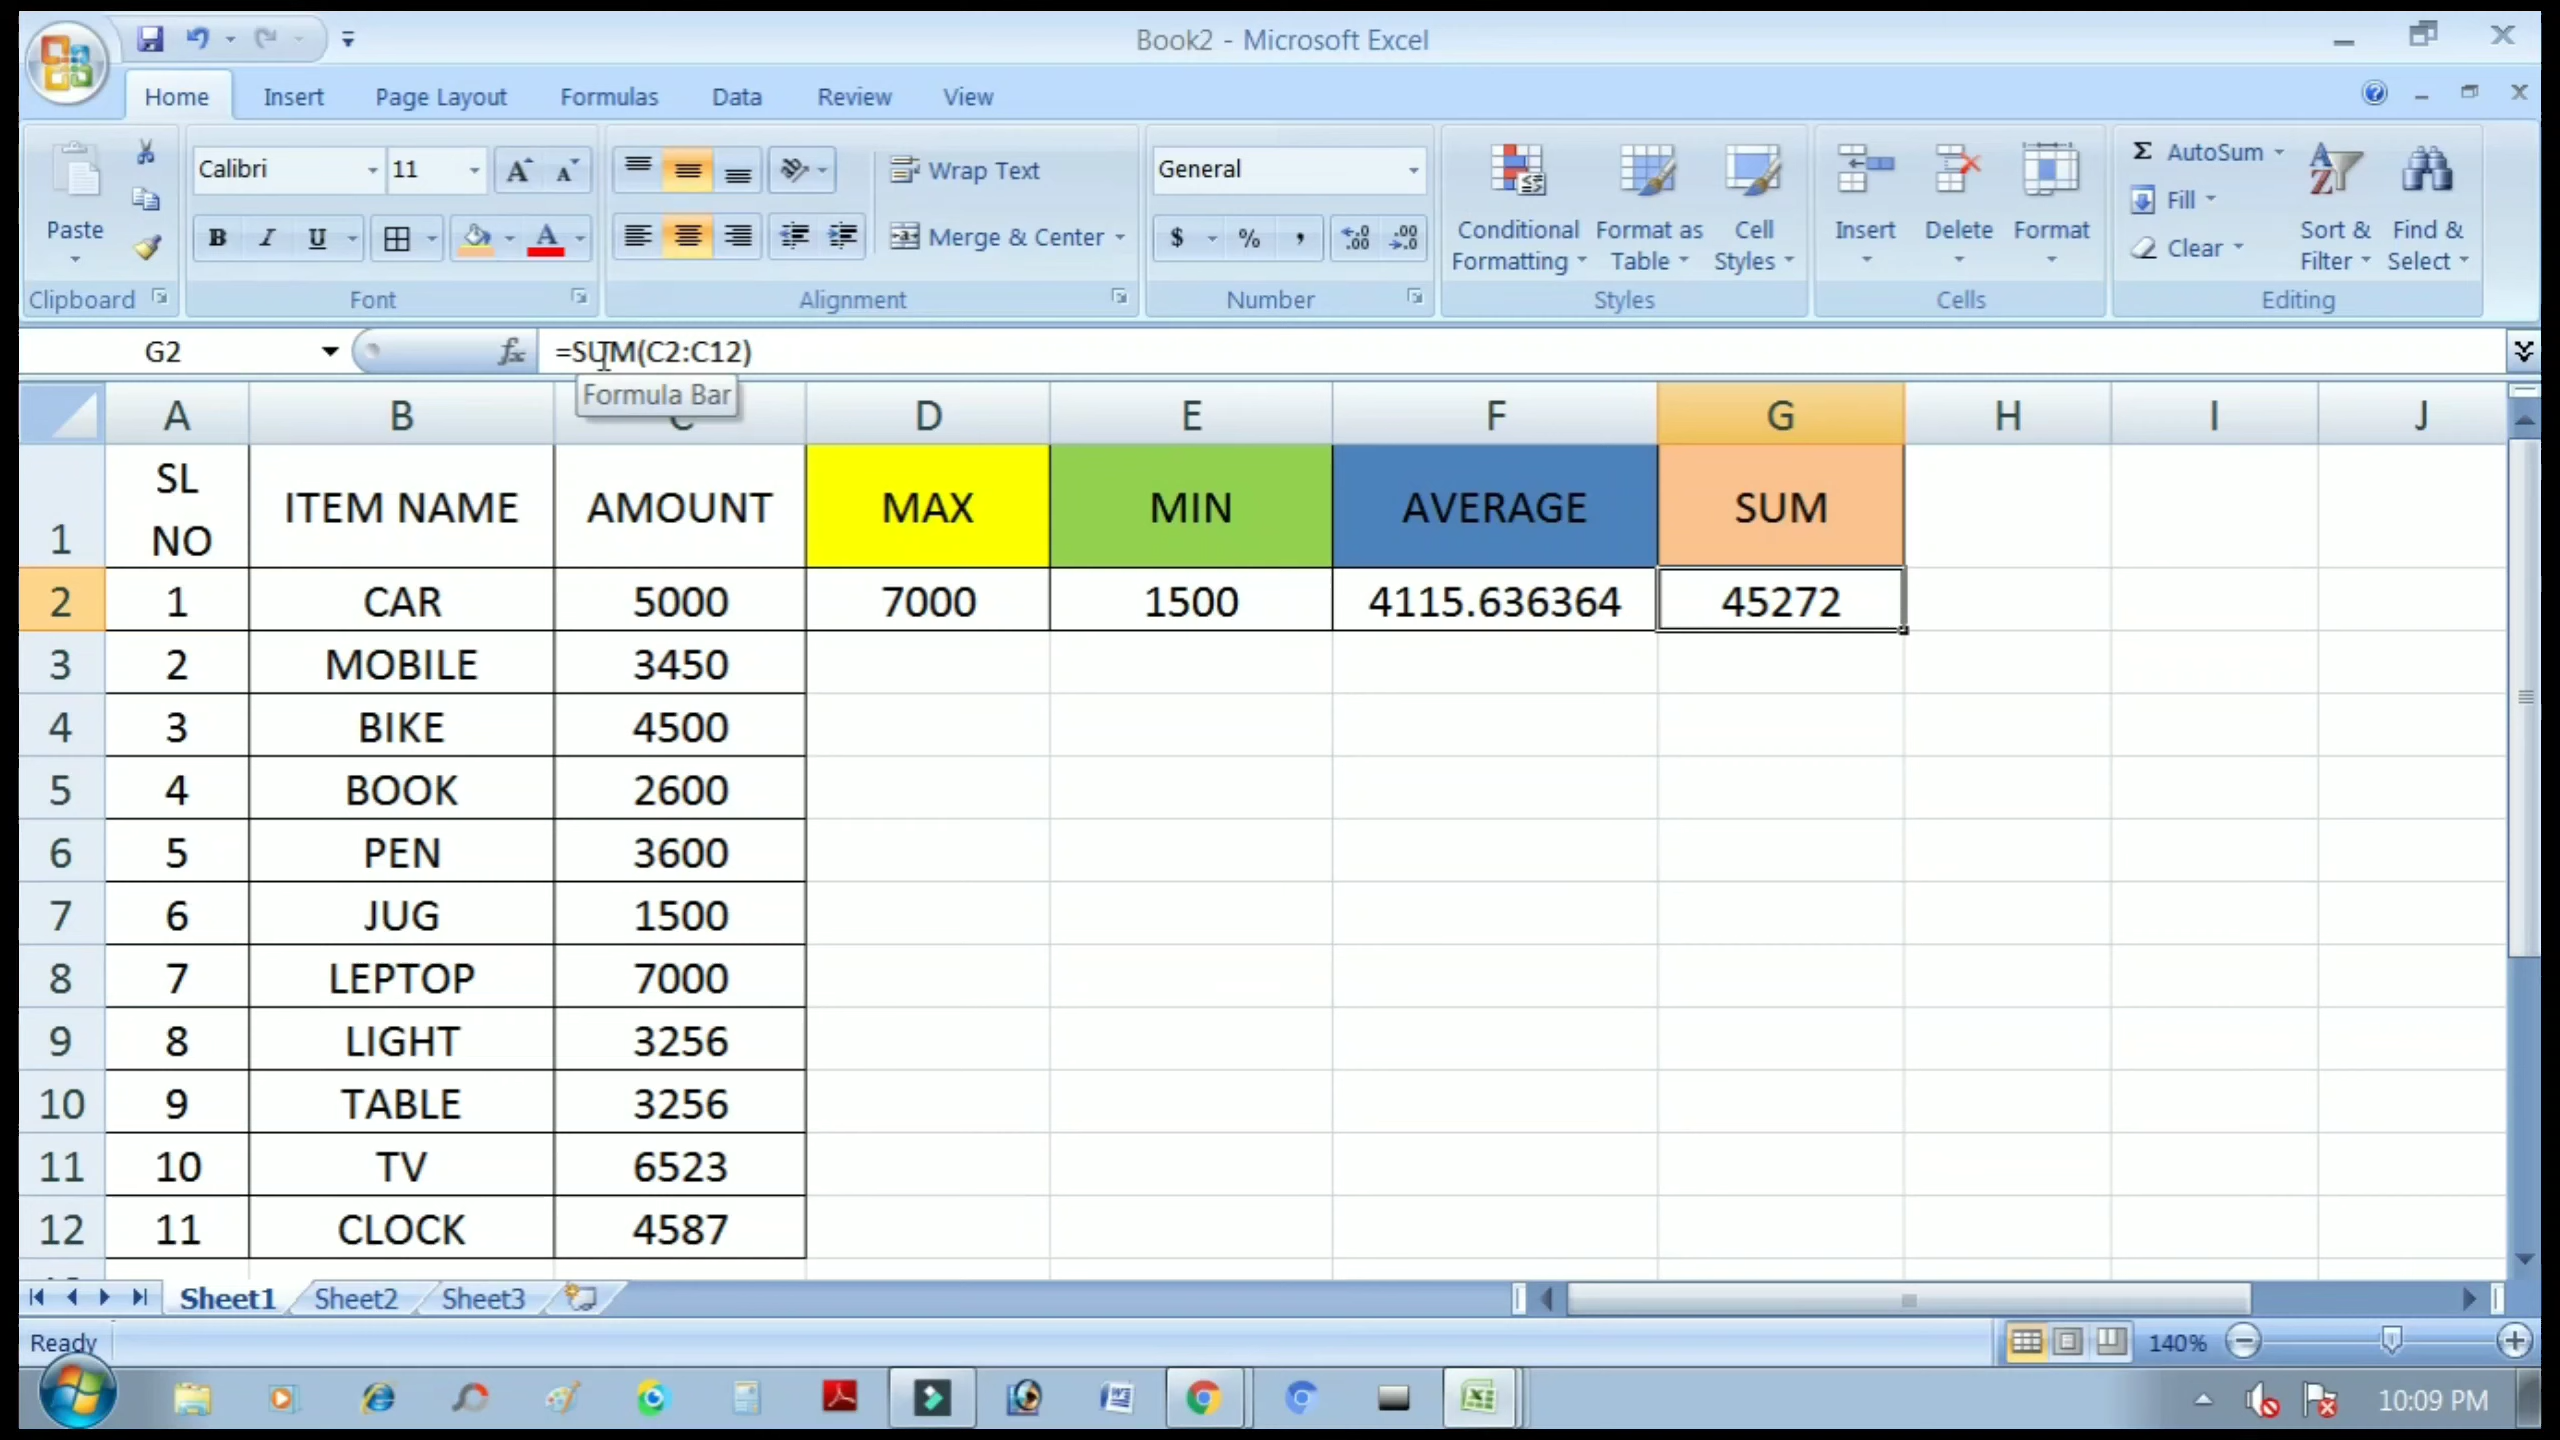 Book2 - Microsoft Excel
Home Insert Page Layout Formulas Data Review View
Calibri 11 Wrap Text General AutoSum
Paste Merge & Center $ % , Conditional Formatting Format as Table Cell Styles Insert Delete Format Fill Clear Sort & Filter Find & Select
Clipboard Font Alignment Number Styles Cells Editing
G2 fx =SUM(C2:C12)
Formula Bar
A B C D E F G H I J
1 SL NO ITEM NAME AMOUNT MAX MIN AVERAGE SUM
2 1 CAR 5000 7000 1500 4115.636364 45272
3 2 MOBILE 3450
4 3 BIKE 4500
5 4 BOOK 2600
6 5 PEN 3600
7 6 JUG 1500
8 7 LEPTOP 7000
9 8 LIGHT 3256
10 9 TABLE 3256
11 10 TV 6523
12 11 CLOCK 4587
Sheet1 Sheet2 Sheet3
Ready 140%
10:09 PM